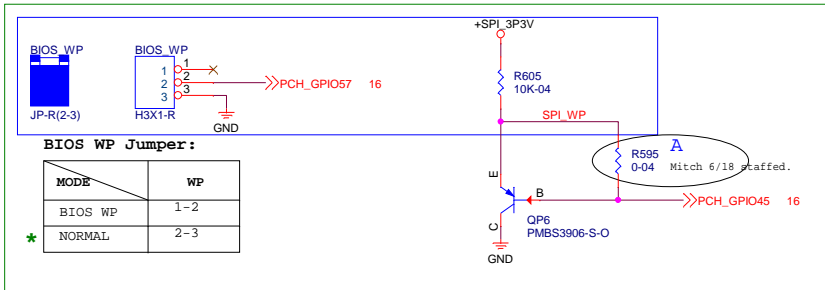 +SPI_3P3V
BIOS_WP
BIOS_WP
1
1
2
2
3
3
PCH_GPIO57 16
R605
10K-04
JP-R(2-3)
H3X1-R
GND
SPI_WP
BIOS WP Jumper:
A
R595
0-04
Mitch 6/18 staffed.
MODE WP
BIOS WP 1-2
* NORMAL 2-3
E
B
C
PCH_GPIO45 16
QP6
PMBS3906-S-O
GND